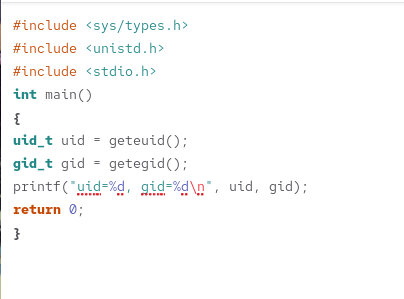 #include <sys/types.h>
#include <unistd.h>
#include <stdio.h>
int main()
{
uid_t uid = geteuid();
gid_t gid = getegid();
printf("uid=%d, gid=%d\n", uid, gid);
return 0;
}